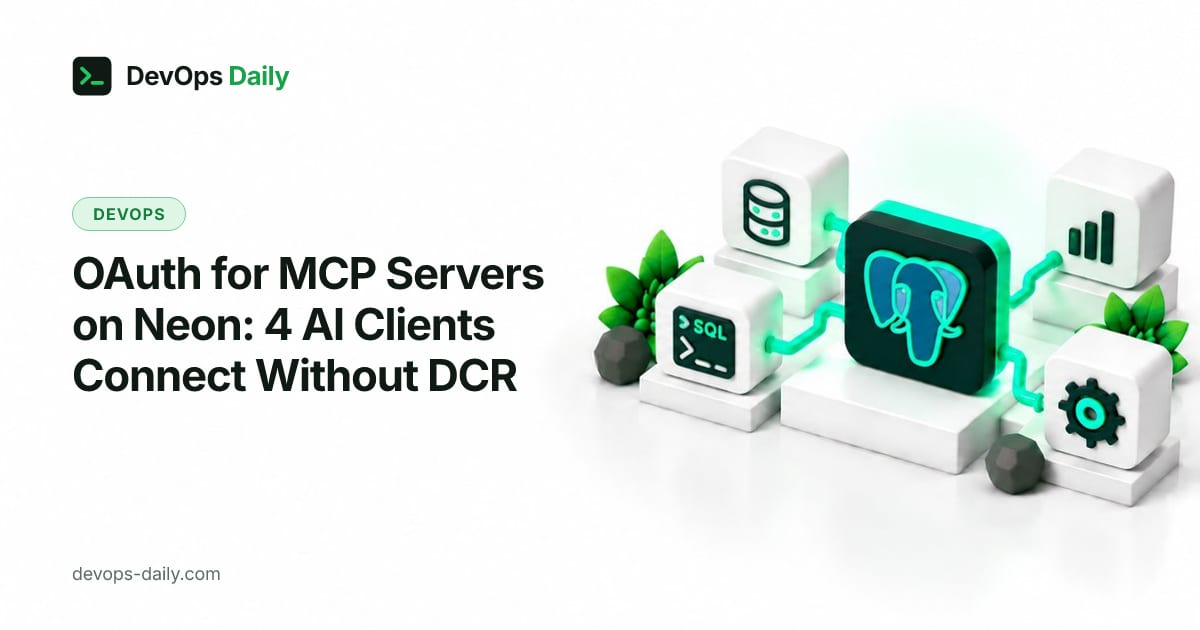 DevOps Daily
DEVOPS
OAuth for MCP Servers
on Neon: 4 AI Clients
Connect Without DCR
SQL
devops-daily.com